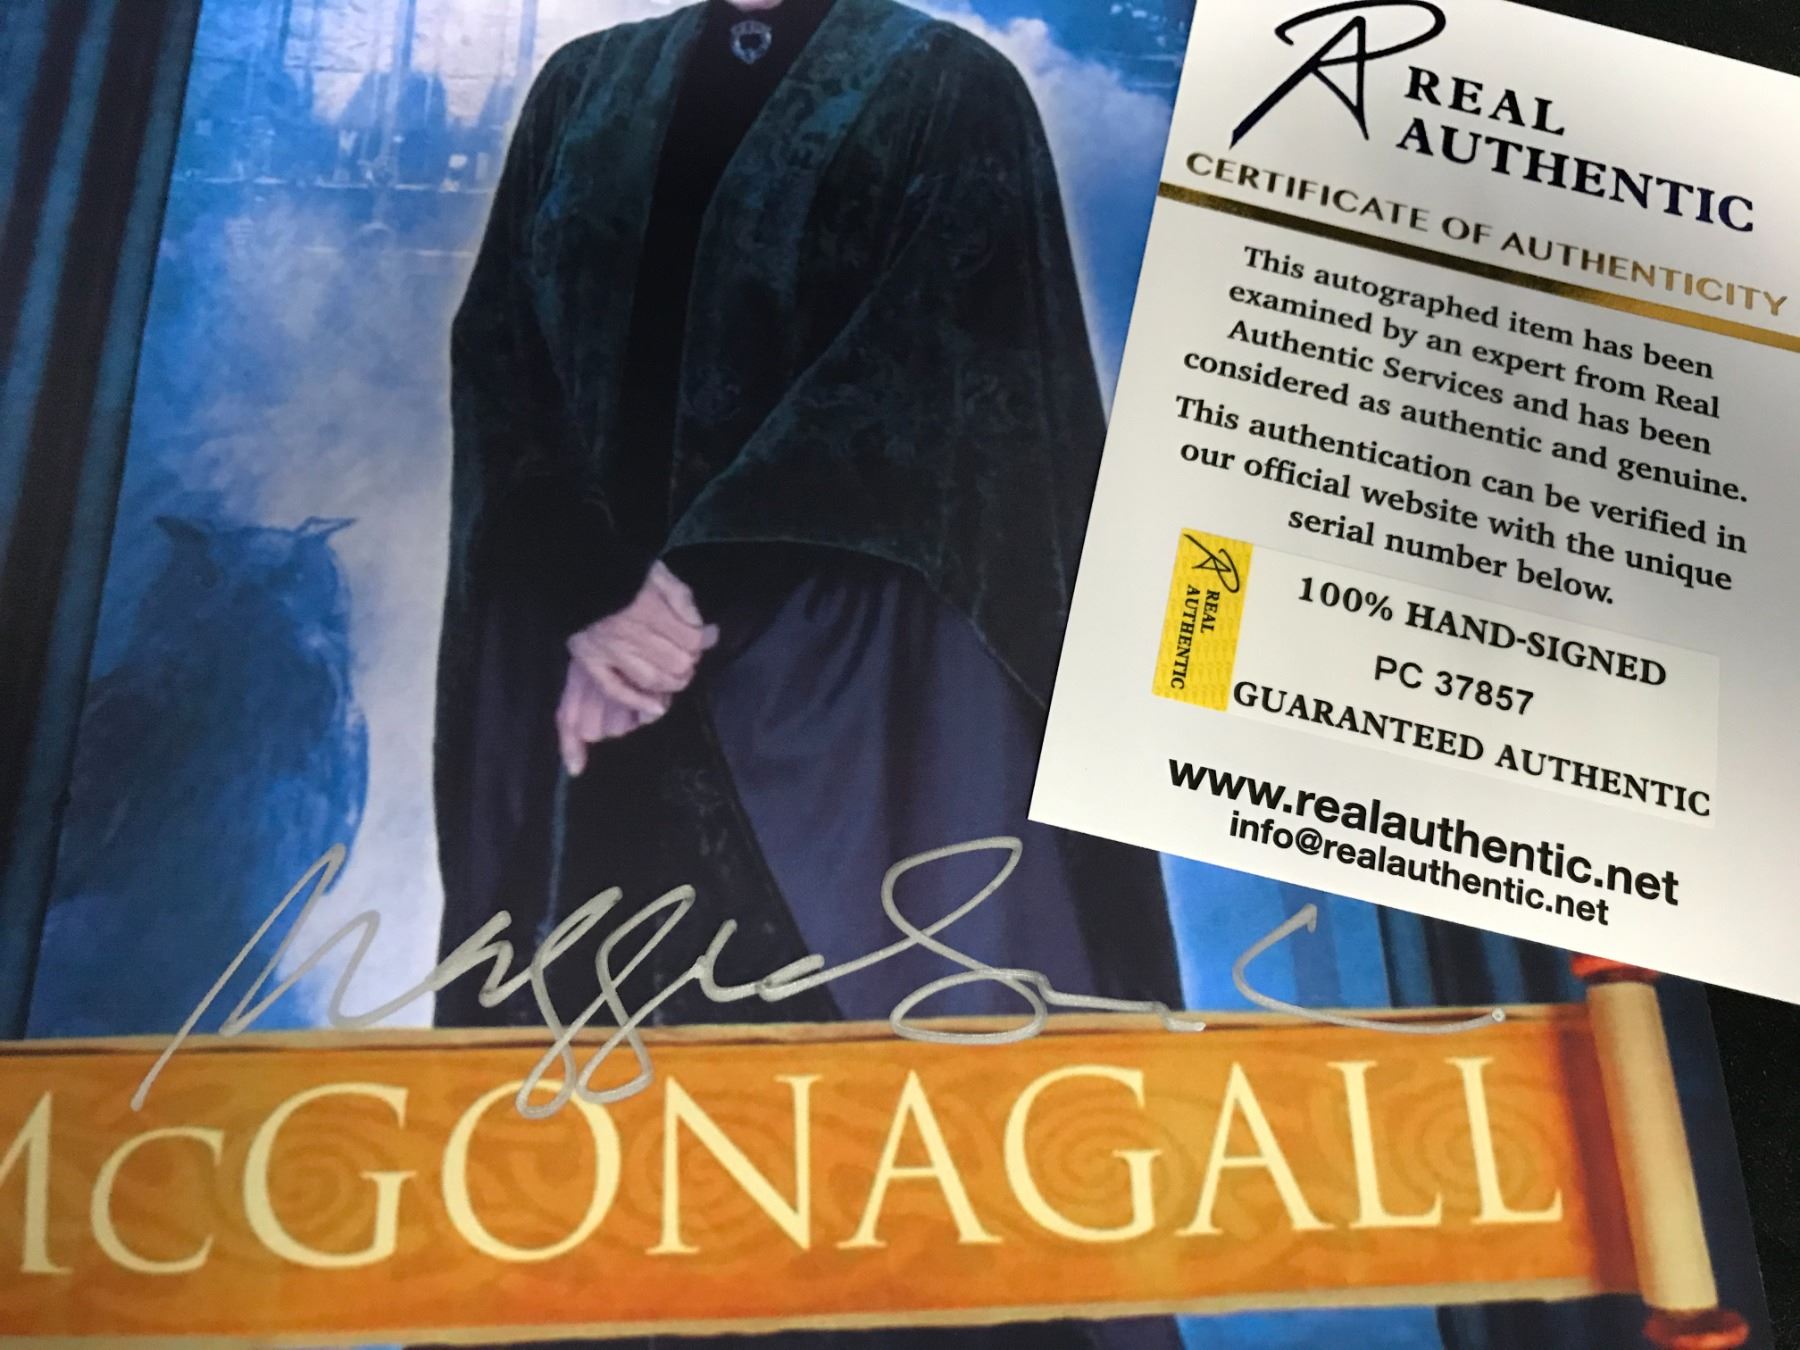 REAL
AUTHENTIC
CERTIFICATE OF AUTHENTICITY
This autographed item has been
examined by an expert from Real
Authentic Services and has been
considered as authentic and genuine.
This authentication can be verified in
our official website with the unique
serial number below.
REAL
AUTHENTIC
100% HAND-SIGNED
PC 37857
GUARANTEED AUTHENTIC
www.realauthentic.net
info@realauthentic.net
Maggie Sm
McGONAGALL